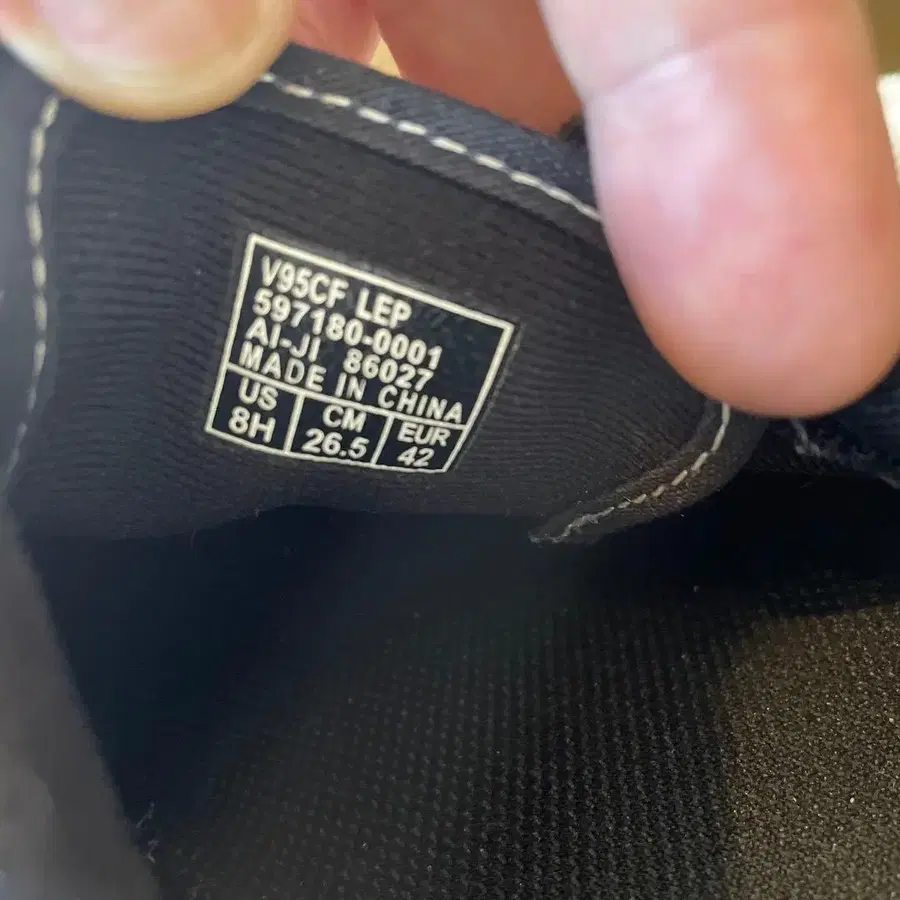 V95CF LEP
597180-0001
AI-JI 86027
MADE IN CHINA
US CM EUR
8H 26.5 42